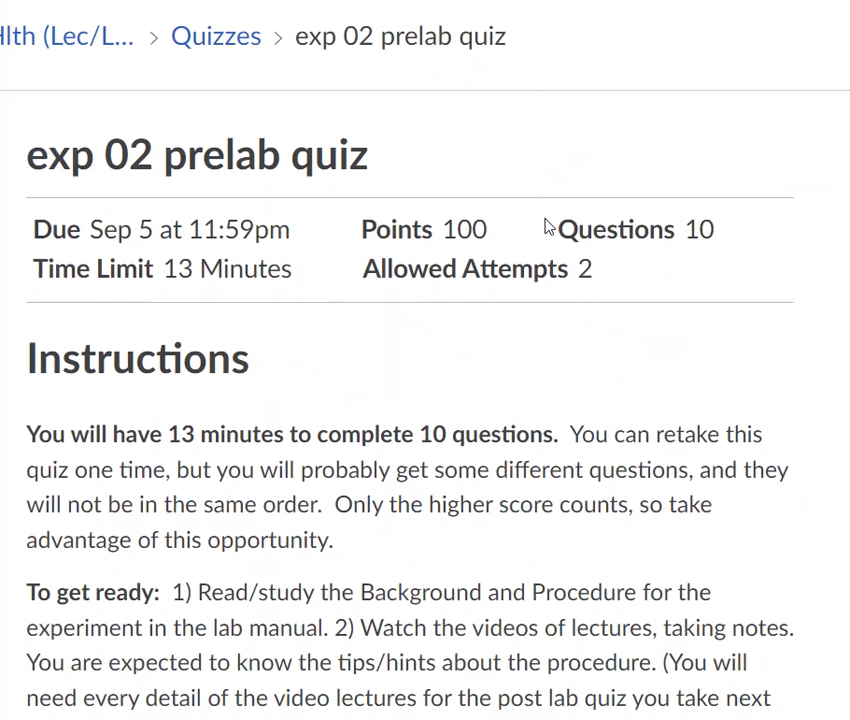 Hlth (Lec/L... > Quizzes > exp 02 prelab quiz
exp 02 prelab quiz
Due Sep 5 at 11:59pm Points 100 Questions 10
Time Limit 13 Minutes Allowed Attempts 2
Instructions
You will have 13 minutes to complete 10 questions. You can retake this
quiz one time, but you will probably get some different questions, and they
will not be in the same order. Only the higher score counts, so take
advantage of this opportunity.
To get ready: 1) Read/study the Background and Procedure for the
experiment in the lab manual. 2) Watch the videos of lectures, taking notes.
You are expected to know the tips/hints about the procedure. (You will
need every detail of the video lectures for the post lab quiz you take next